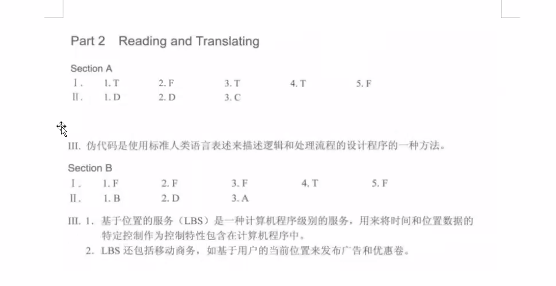 Part 2 Reading and Translating
Section A
Ⅰ. 1. T 2. F 3. T 4. T 5. F
Ⅱ. 1. D 2. D 3. C
III. 伪代码是使用标准人类语言表述来描述逻辑和处理流程的设计程序的一种方法。
Section B
Ⅰ. 1. F 2. F 3. F 4. T 5. F
Ⅱ. 1. B 2. D 3. A
III. 1. 基于位置的服务（LBS）是一种计算机程序级别的服务，用来将时间和位置数据的
特定控制作为控制特性包含在计算机程序中。
2. LBS 还包括移动商务，如基于用户的当前位置来发布广告和优惠卷。